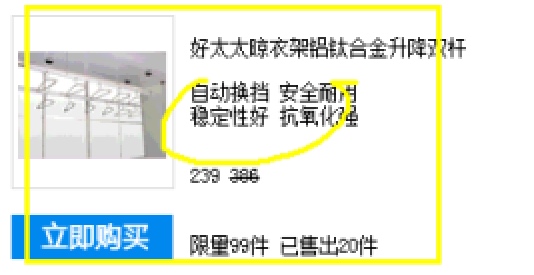 好太太晾衣架铝钛合金升降双杆
自动换挡 安全耐用
稳定性好 抗氧化强
239 386
立即购买
限量99件 已售出20件